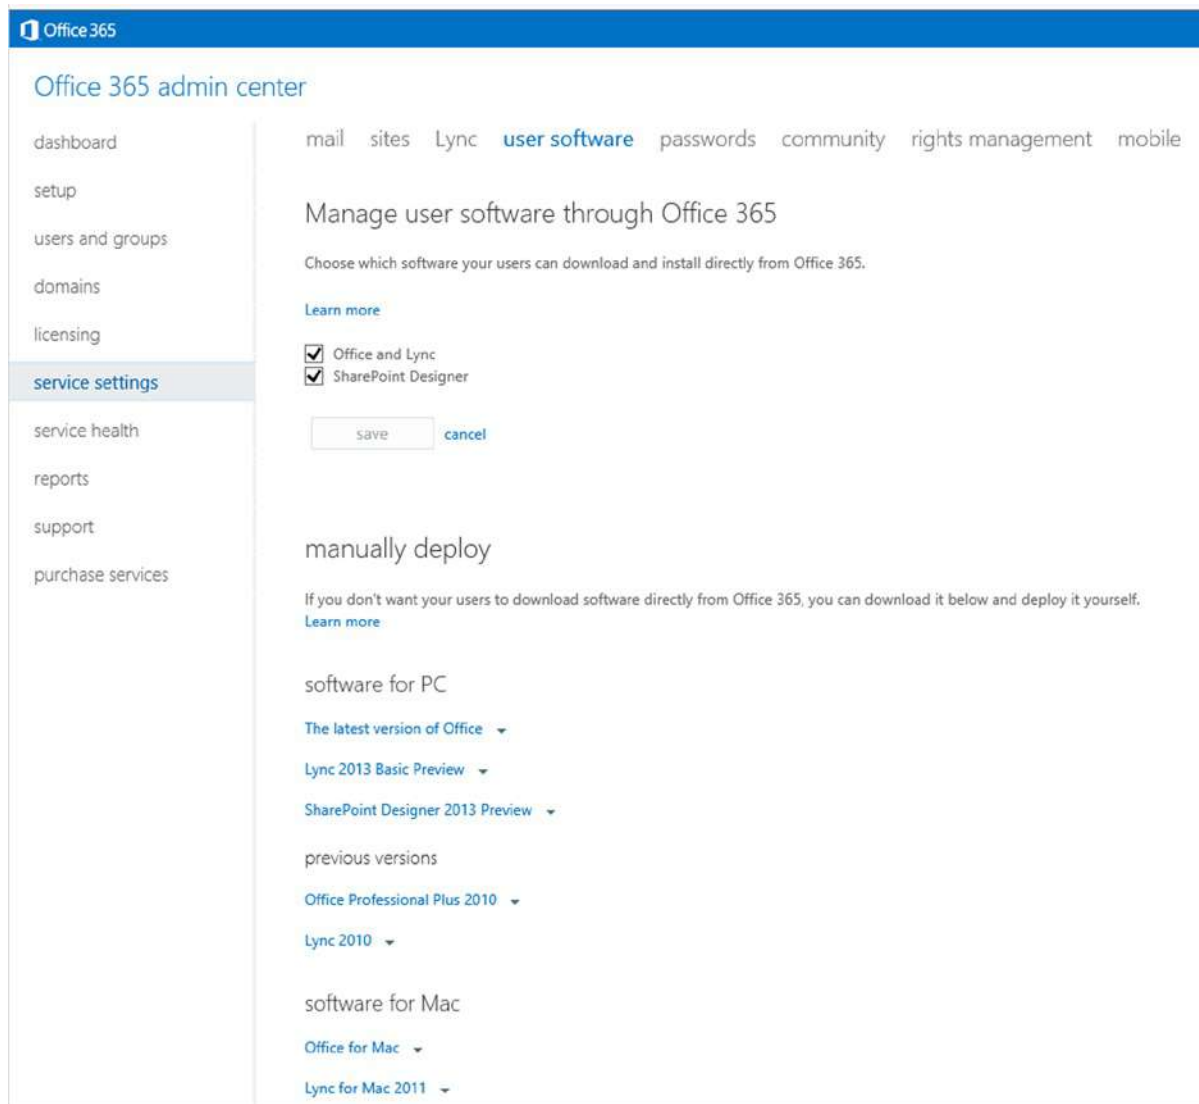 Office 365
Office 365 admin center
dashboard
setup
users and groups
domains
licensing
service settings
service health
reports
support
purchase services
mail sites Lync user software passwords community rights management mobile
Manage user software through Office 365
Choose which software your users can download and install directly from Office 365.
Learn more
Office and Lync
SharePoint Designer
save cancel
manually deploy
If you don't want your users to download software directly from Office 365, you can download it below and deploy it yourself.
Learn more
software for PC
The latest version of Office
Lync 2013 Basic Preview
SharePoint Designer 2013 Preview
previous versions
Office Professional Plus 2010
Lync 2010
software for Mac
Office for Mac
Lync for Mac 2011